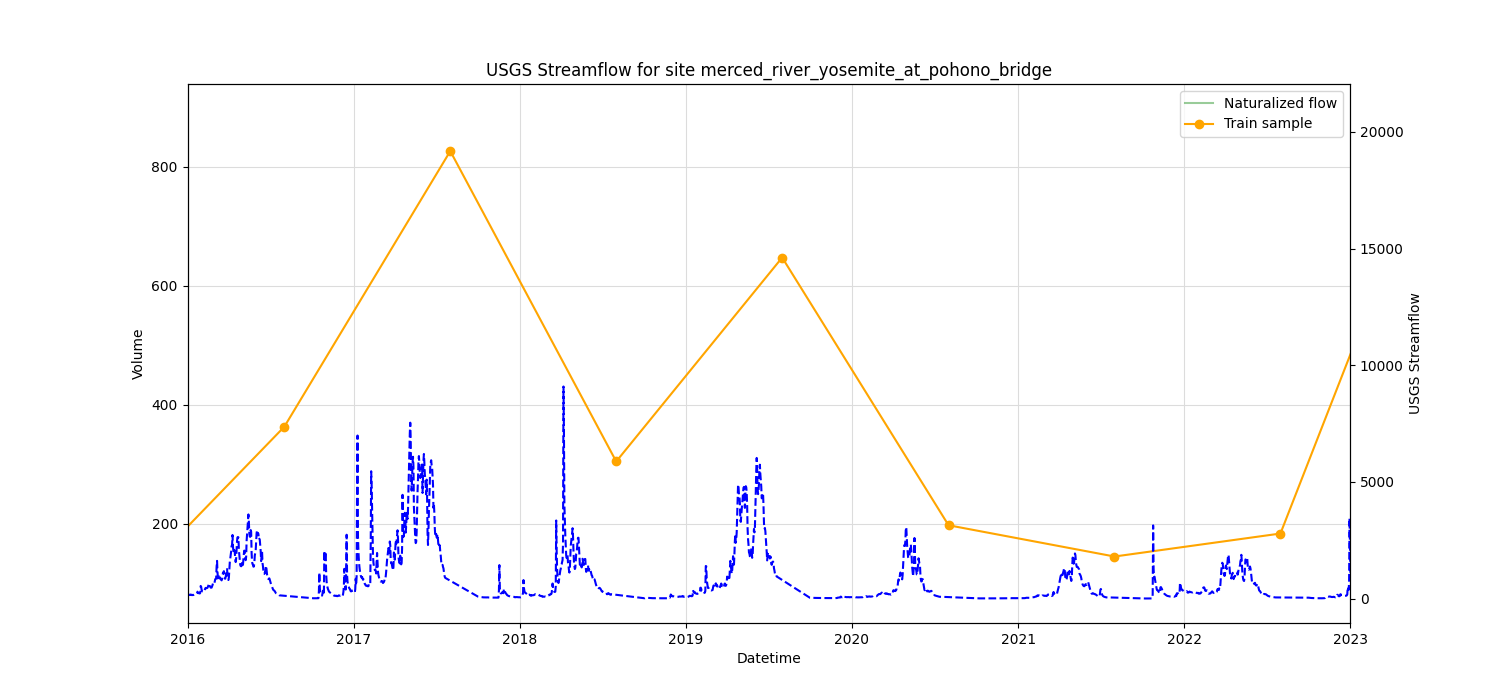 USGS Streamflow for site merced_river_yosemite_at_pohono_bridge
Naturalized flow
Train sample
800
600
400
200
Volume
20000
15000
10000
5000
0
USGS Streamflow
2016 2017 2018 2019 2020 2021 2022 2023
Datetime